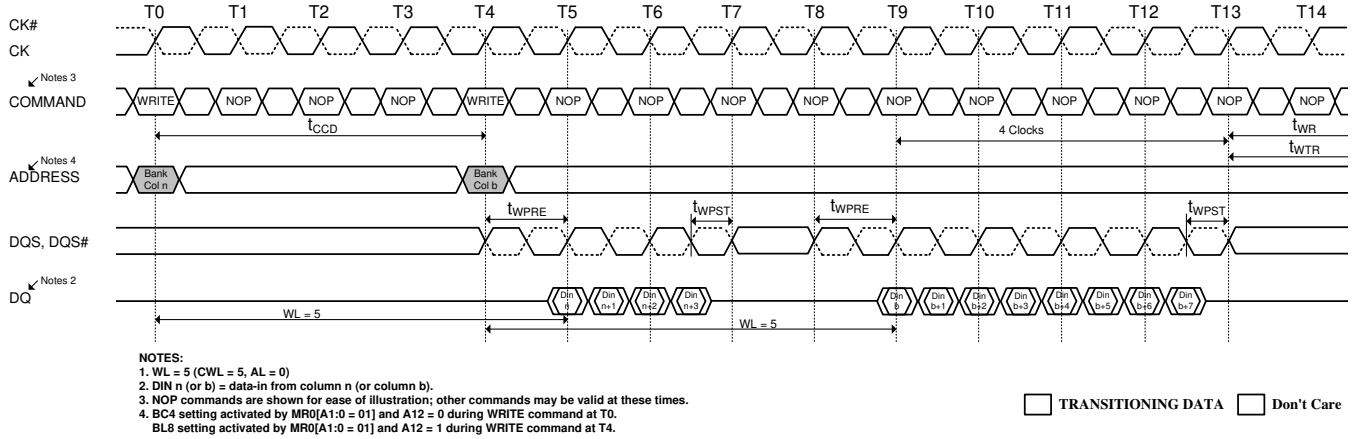 T0 T1 T2 T3 T4 T5 T6 T7 T8 T9 T10 T11 T12 T13 T14
CK#
CK
Notes 3
COMMAND
WRITE NOP NOP NOP WRITE NOP NOP NOP NOP NOP NOP NOP NOP NOP NOP
tCCD
4 Clocks
tWR
tWTR
Notes 4
ADDRESS
Bank
Col n
Bank
Col b
tWPRE
tWPST
tWPRE
tWPST
DQS, DQS#
Notes 2
DQ
Din
n
Din
n+1
Din
n+2
Din
n+3
Din
b
Din
b+1
Din
b+2
Din
b+3
Din
b+4
Din
b+5
Din
b+6
Din
b+7
WL = 5
WL = 5
NOTES:
1. WL = 5 (CWL = 5, AL = 0)
2. DIN n (or b) = data-in from column n (or column b).
3. NOP commands are shown for ease of illustration; other commands may be valid at these times.
4. BC4 setting activated by MR0[A1:0 = 01] and A12 = 0 during WRITE command at T0.
BL8 setting activated by MR0[A1:0 = 01] and A12 = 1 during WRITE command at T4.
TRANSITIONING DATA
Don't Care